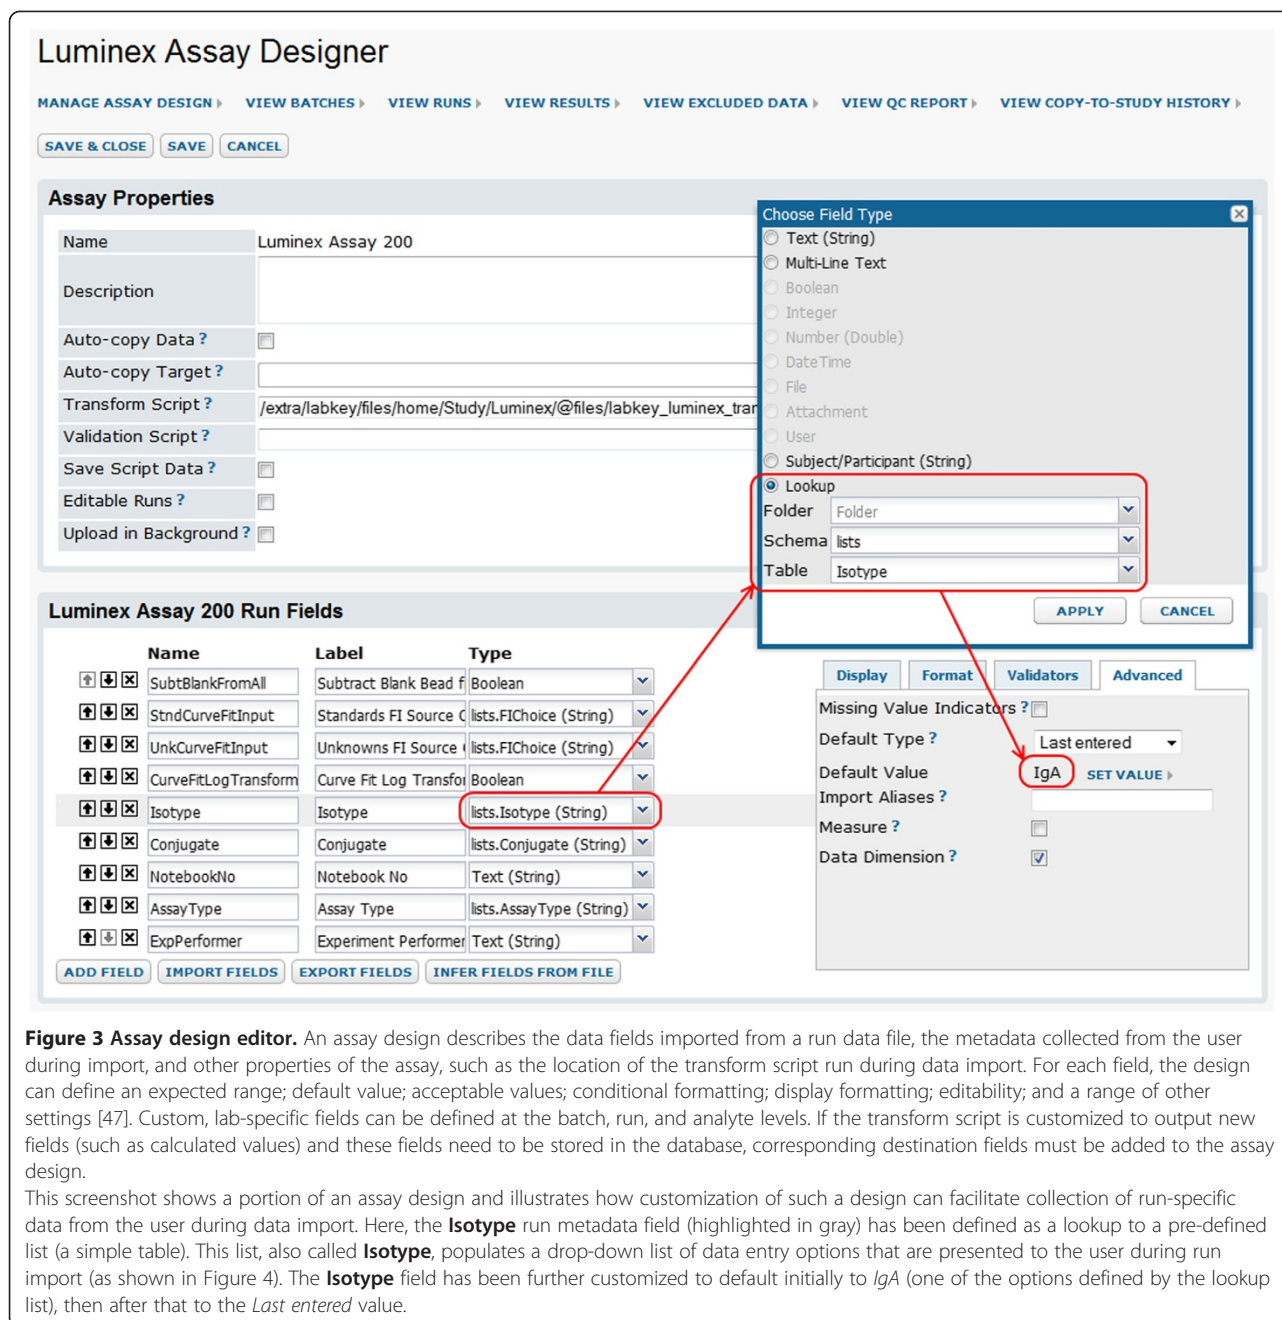 Luminex Assay Designer
MANAGE ASSAY DESIGN VIEW BATCHES VIEW RUNS VIEW RESULTS VIEW EXCLUDED DATA VIEW QC REPORT VIEW COPY-TO-STUDY HISTORY
SAVE & CLOSE SAVE CANCEL
Assay Properties
Name Luminex Assay 200
Description
Auto-copy Data ?
Auto-copy Target ?
Transform Script ? /extra/labkey/files/home/Study/Luminex/@files/labkey_luminex_tran
Validation Script ?
Save Script Data ?
Editable Runs ?
Upload in Background ?
Choose Field Type
Text (String)
Multi-Line Text
Boolean
Integer
Number (Double)
DateTime
File
Attachment
User
Subject/Participant (String)
Lookup
Folder Folder
Schema lists
Table Isotype
APPLY CANCEL
Luminex Assay 200 Run Fields
Name Label Type
SubtBlankFromAll Subtract Blank Bead f Boolean
StndCurveFitInput Standards FI Source C lists.FIChoice (String)
UnkCurveFitInput Unknowns FI Source ( lists.FIChoice (String)
CurveFitLogTransform Curve Fit Log Transfo Boolean
Isotype Isotype lists.Isotype (String)
Conjugate Conjugate lists.Conjugate (String)
NotebookNo Notebook No Text (String)
AssayType Assay Type lists.AssayType (String)
ExpPerformer Experiment Performer Text (String)
ADD FIELD IMPORT FIELDS EXPORT FIELDS INFER FIELDS FROM FILE
Display Format Validators Advanced
Missing Value Indicators ?
Default Type ? Last entered
Default Value IgA SET VALUE
Import Aliases ?
Measure ?
Data Dimension ?
Figure 3 Assay design editor. An assay design describes the data fields imported from a run data file, the metadata collected from the user
during import, and other properties of the assay, such as the location of the transform script run during data import. For each field, the design
can define an expected range; default value; acceptable values; conditional formatting; display formatting; editability; and a range of other
settings [47]. Custom, lab-specific fields can be defined at the batch, run, and analyte levels. If the transform script is customized to output new
fields (such as calculated values) and these fields need to be stored in the database, corresponding destination fields must be added to the assay
design.
This screenshot shows a portion of an assay design and illustrates how customization of such a design can facilitate collection of run-specific
data from the user during data import. Here, the Isotype run metadata field (highlighted in gray) has been defined as a lookup to a pre-defined
list (a simple table). This list, also called Isotype, populates a drop-down list of data entry options that are presented to the user during run
import (as shown in Figure 4). The Isotype field has been further customized to default initially to IgA (one of the options defined by the lookup
list), then after that to the Last entered value.